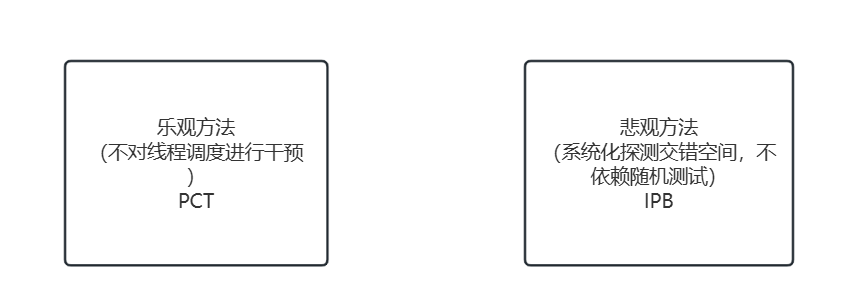 乐观方法
（不对线程调度进行干预
）
PCT
悲观方法
（系统化探测交错空间，不
依赖随机测试）
IPB